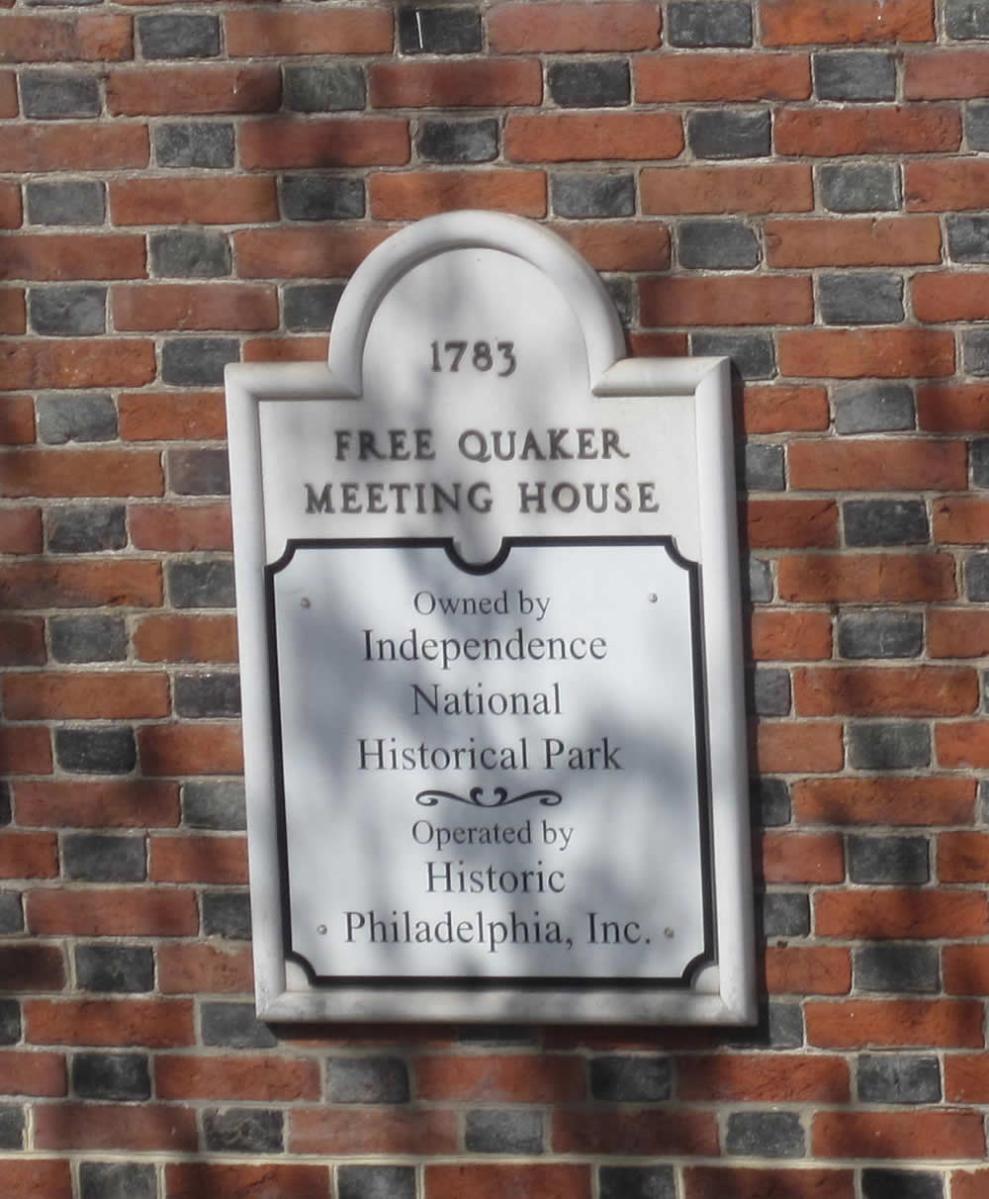 1783
FREE QUAKER
MEETING HOUSE
Owned by
Independence
National
Historical Park
Operated by
Historic
Philadelphia, Inc.